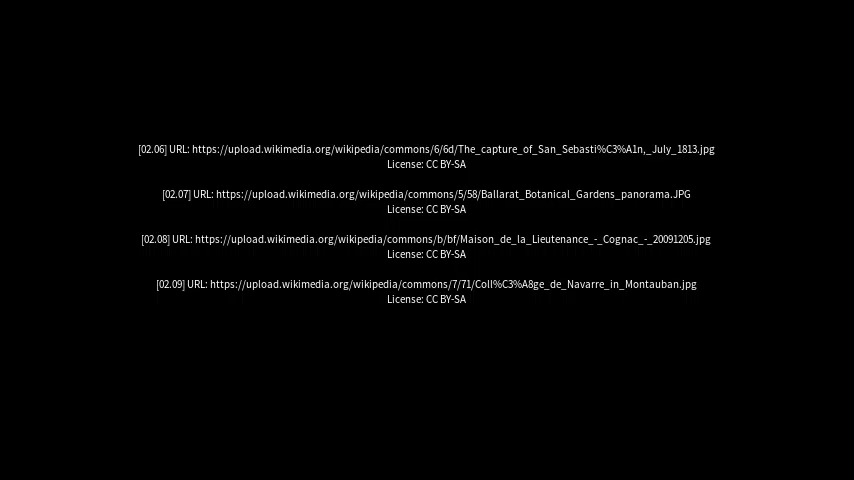 [02.06] URL: https://upload.wikimedia.org/wikipedia/commons/6/6d/The_capture_of_San_Sebasti%C3%A1n,_July_1813.jpg
License: CC BY-SA
[02.07] URL: https://upload.wikimedia.org/wikipedia/commons/5/58/Ballarat_Botanical_Gardens_panorama.JPG
License: CC BY-SA
[02.08] URL: https://upload.wikimedia.org/wikipedia/commons/b/bf/Maison_de_la_Lieutenance_-_Cognac_-_20091205.jpg
License: CC BY-SA
[02.09] URL: https://upload.wikimedia.org/wikipedia/commons/7/71/Coll%C3%A8ge_de_Navarre_in_Montauban.jpg
License: CC BY-SA